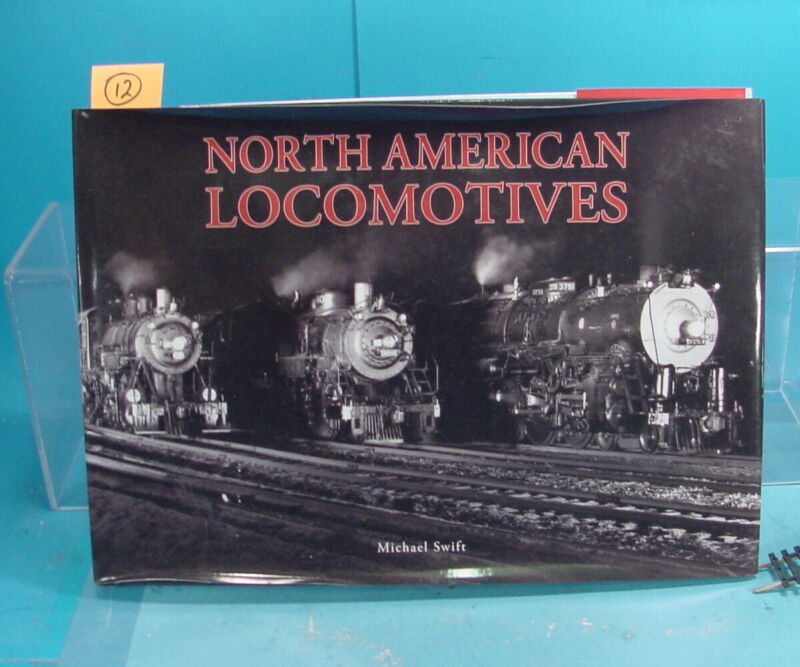 12
NORTH AMERICAN
LOCOMOTIVES
Michael Swift